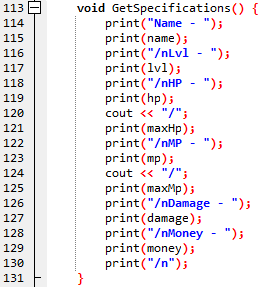 113 void GetSpecifications() {
114 print("Name - ");
115 print(name);
116 print("/nLvl - ");
117 print(lvl);
118 print("/nHP - ");
119 print(hp);
120 cout << "/";
121 print(maxHp);
122 print("/nMP - ");
123 print(mp);
124 cout << "/";
125 print(maxMp);
126 print("/nDamage - ");
127 print(damage);
128 print("/nMoney - ");
129 print(money);
130 print("/n");
131 }